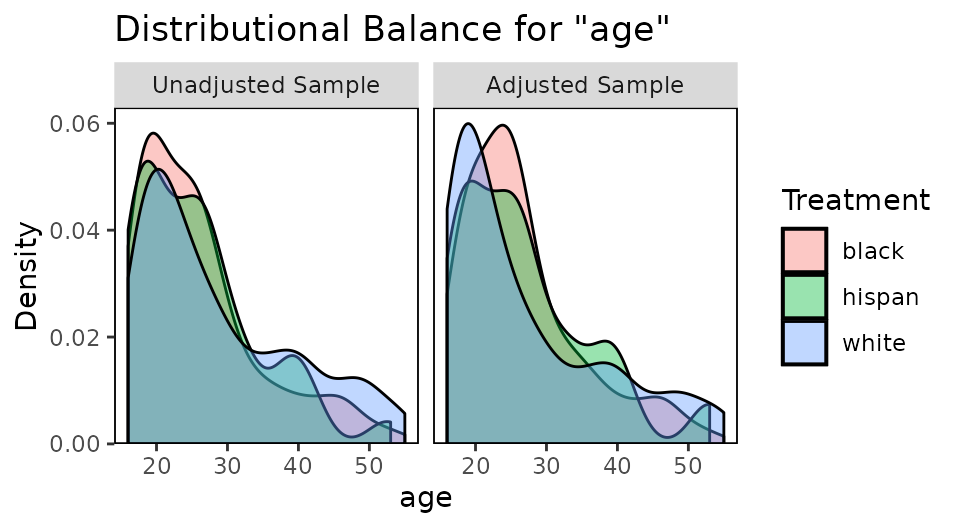 Distributional Balance for "age"
Unadjusted Sample
Adjusted Sample
0.06
0.04
0.02
0.00
Density
20 30 40 50
20 30 40 50
age
Treatment
black
hispan
white